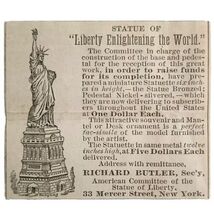 STATUE OF
"Liberty Enlightening the World."
The Committee in charge of the
construction of the base and pedes-
tal for the reception of this great
work, in order to raise funds
for its completion, have pre-
pared a miniature Statuette six inch-
es in height, — the Statue Bronzed;
Pedestal Nickel-silvered, — which
they are now delivering to subscrib-
ers throughout the United States
at One Dollar Each.
This attractive souvenir and Man-
tel or Desk ornament is a perfect
fac-simile of the model furnished
by the artist.
The Statuette in same metal twelve
inches high, at Five Dollars Each
delivered.
Address with remittance,
RICHARD BUTLER, Sec'y,
American Committee of the
Statue of Liberty,
33 Mercer Street, New York.